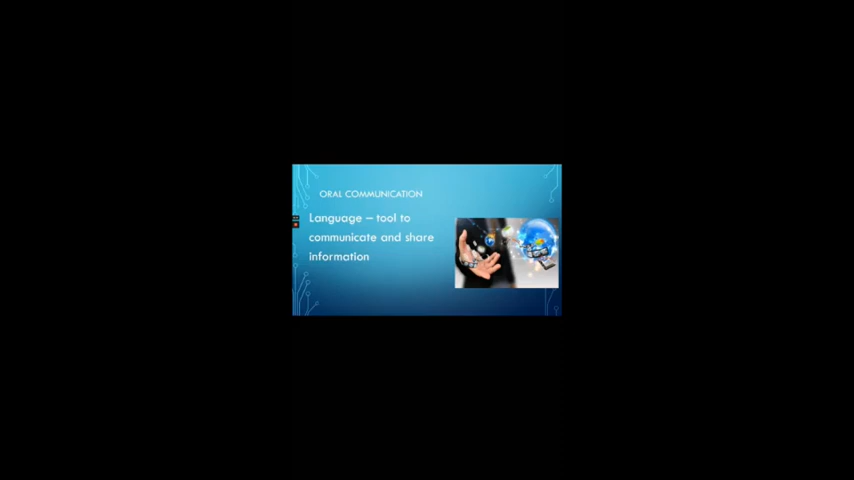 ORAL COMMUNICATION
Language – tool to
communicate and share
information